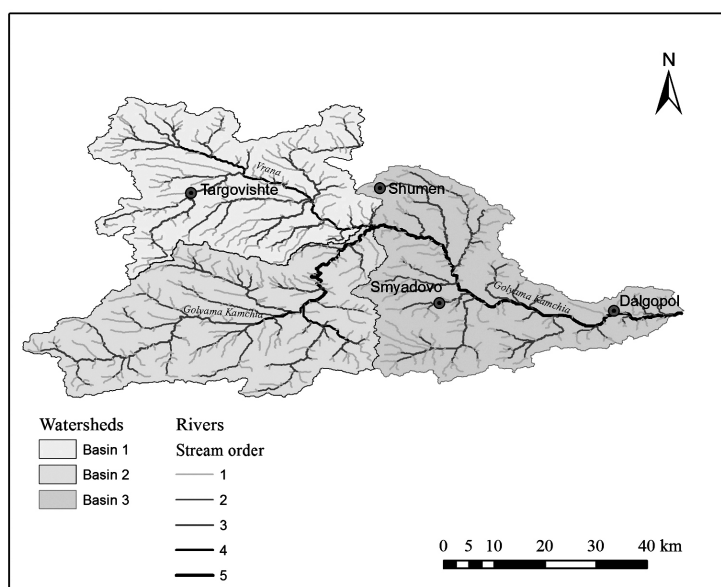 N
Vrana
Targovishte
Shumen
Smyadovo
Golyama Kamchia
Dalgopol
Golyama Kamchia
Watersheds
Basin 1
Basin 2
Basin 3
Rivers
Stream order
1
2
3
4
5
0 5 10 20 30 40 km